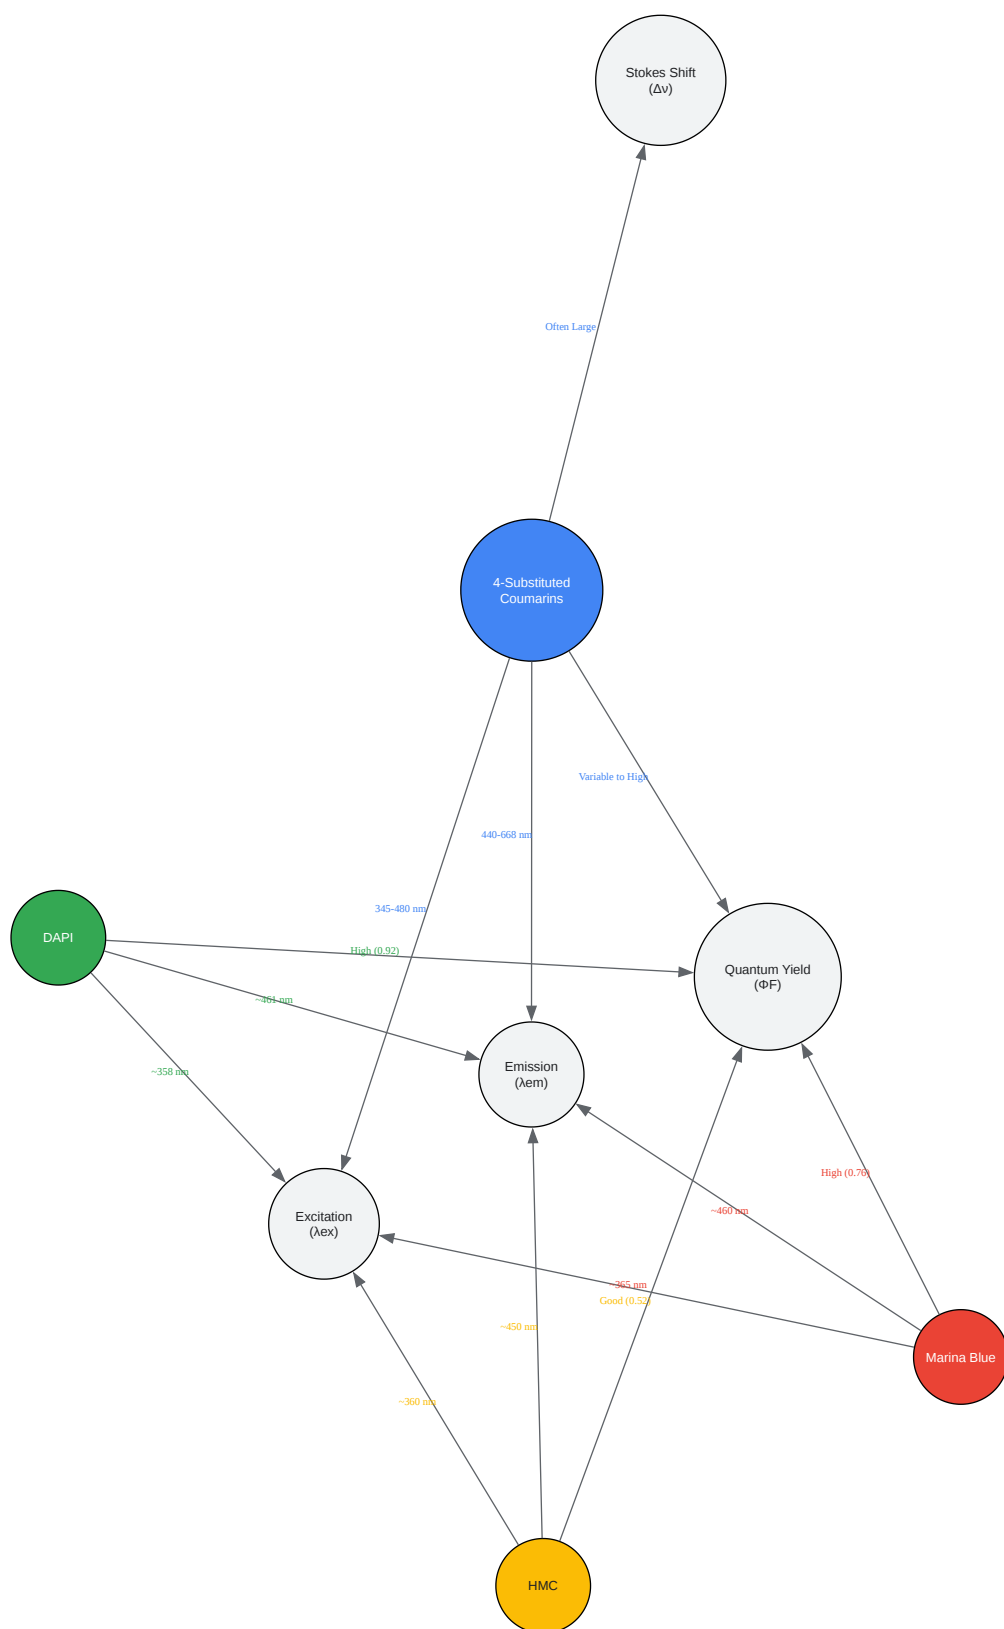 Stokes Shift
(Δν)
Often Large
4-Substituted
Coumarins
Variable to High
440-668 nm
345-480 nm
DAPI
High (0.92)
Quantum Yield
(ΦF)
~461 nm
~358 nm
Emission
(λem)
High (0.76)
Excitation
(λex)
~460 nm
~365 nm
Good (0.52)
~450 nm
Marina Blue
~360 nm
HMC